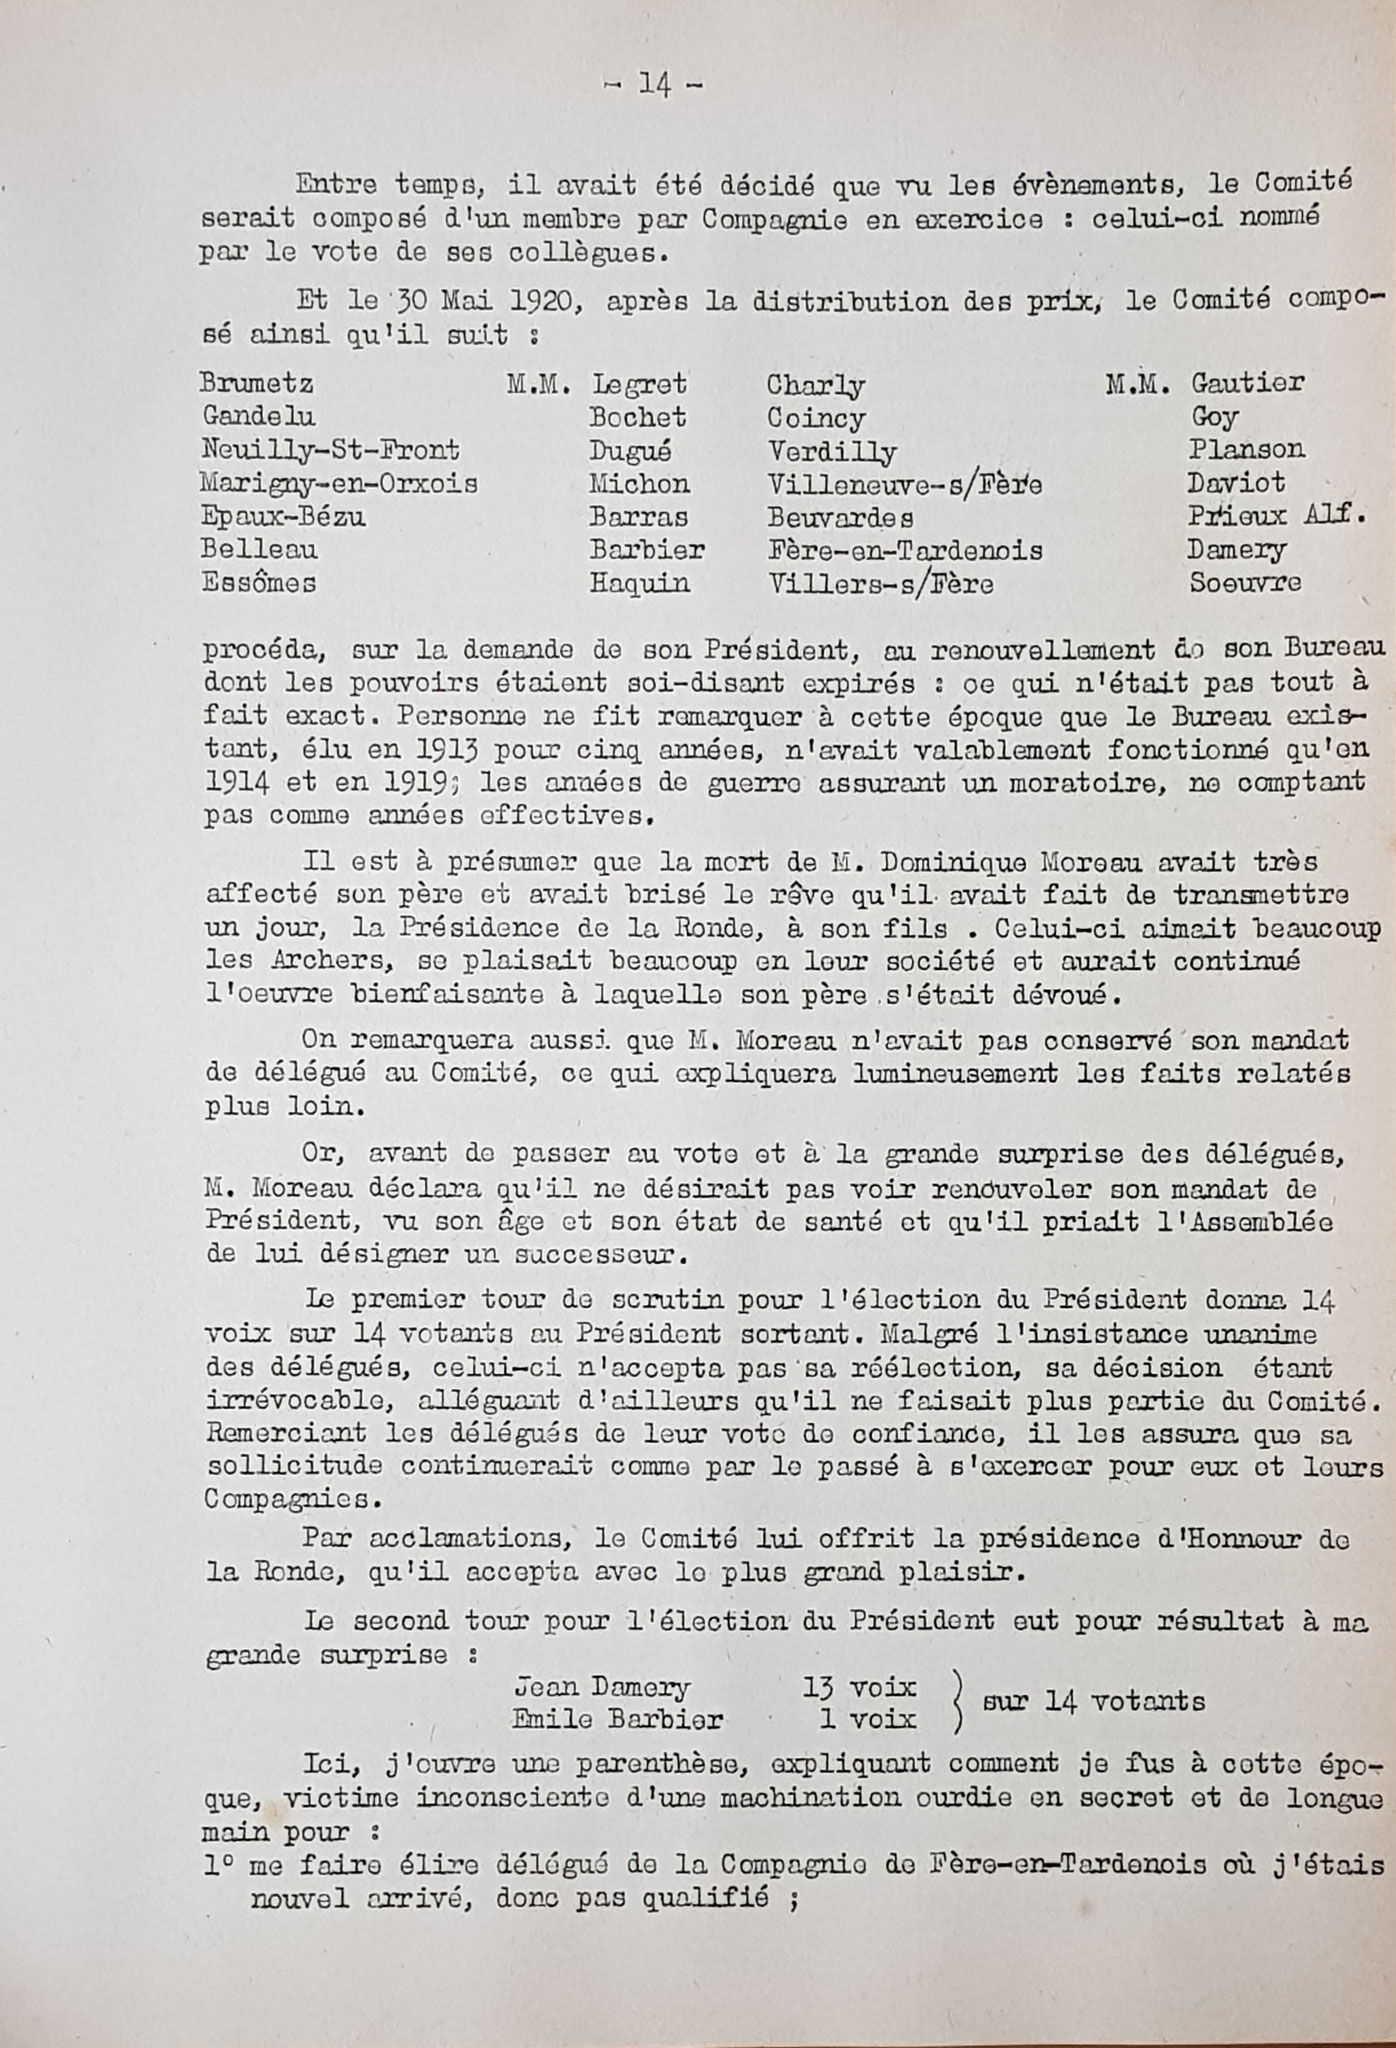 - 14 -
Entre temps, il avait été décidé que vu les évènements, le Comité
serait composé d'un membre par Compagnie en exercice : celui-ci nommé
par le vote de ses collègues.
Et le 30 Mai 1920, après la distribution des prix, le Comité compo-
sé ainsi qu'il suit :
Brumetz M.M. Legret Charly M.M. Gautier
Gandelu Bochet Coincy Goy
Neuilly-St-Front Dugué Verdilly Planson
Marigny-en-Orxois Michon Villeneuve-s/Fère Daviot
Epaux-Bézu Barras Beuvardes Prieux Alf.
Belleau Barbier Fère-en-Tardenois Damery
Essômes Haquin Villers-s/Fère Soeuvre
procéda, sur la demande de son Président, au renouvellement de son Bureau
dont les pouvoirs étaient soi-disant expirés : ce qui n'était pas tout à
fait exact. Personne ne fit remarquer à cette époque que le Bureau exis-
tant, élu en 1913 pour cinq années, n'avait valablement fonctionné qu'en
1914 et en 1919; les années de guerre assurant un moratoire, ne comptant
pas comme années effectives.
Il est à présumer que la mort de M. Dominique Moreau avait très
affecté son père et avait brisé le rêve qu'il avait fait de transmettre
un jour, la Présidence de la Ronde, à son fils . Celui-ci aimait beaucoup
les Archers, se plaisait beaucoup en leur société et aurait continué
l'oeuvre bienfaisante à laquelle son père s'était dévoué.
On remarquera aussi que M. Moreau n'avait pas conservé son mandat
de délégué au Comité, ce qui expliquera lumineusement les faits relatés
plus loin.
Or, avant de passer au vote et à la grande surprise des délégués,
M. Moreau déclara qu'il ne désirait pas voir renouveler son mandat de
Président, vu son âge et son état de santé et qu'il priait l'Assemblée
de lui désigner un successeur.
Le premier tour de scrutin pour l'élection du Président donna 14
voix sur 14 votants au Président sortant. Malgré l'insistance unanime
des délégués, celui-ci n'accepta pas sa réélection, sa décision étant
irrévocable, alléguant d'ailleurs qu'il ne faisait plus partie du Comité.
Remerciant les délégués de leur vote de confiance, il les assura que sa
sollicitude continuerait comme par le passé à s'exercer pour eux et leurs
Compagnies.
Par acclamations, le Comité lui offrit la présidence d'Honneur de
la Ronde, qu'il accepta avec le plus grand plaisir.
Le second tour pour l'élection du Président eut pour résultat à ma
grande surprise :
Jean Damery 13 voix } sur 14 votants
Emile Barbier 1 voix
Ici, j'ouvre une parenthèse, expliquant comment je fus à cette épo-
que, victime inconsciente d'une machination ourdie en secret et de longue
main pour :
1° me faire élire délégué de la Compagnie de Fère-en-Tardenois où j'étais
nouvel arrivé, donc pas qualifié ;